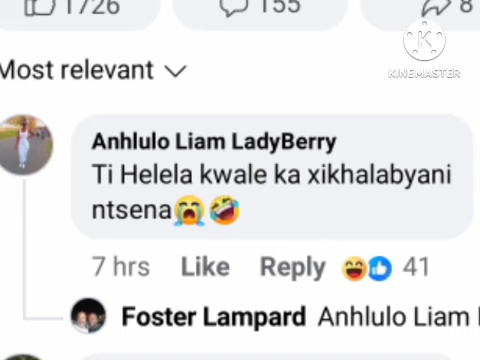 1726
155
8
KINEMASTER
Most relevant
Anhlulo Liam LadyBerry
Ti Helela kwale ka xikhalabyani
ntsena😭🤣
7 hrs Like Reply 41
Foster Lampard Anhlulo Liam